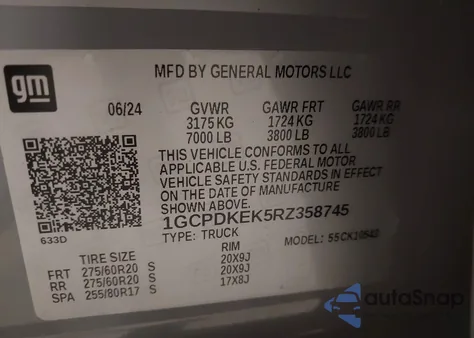 gm
MFD BY GENERAL MOTORS LLC
06/24 GVWR GAWR FRT GAWR RR
3175 KG 1724 KG 1724 KG
7000 LB 3800 LB 3800 LB
THIS VEHICLE CONFORMS TO ALL
APPLICABLE U.S. FEDERAL MOTOR
VEHICLE SAFETY STANDARDS IN EFFECT
ON THE DATE OF MANUFACTURE SHOWN ABOVE
1GCPDKEK5RZ358745
633D
TYPE: TRUCK MODEL:
TIRE SIZE RIM
FRT 275/60R20 S 20X9J
RR 275/60R20 S 20X9J
SPA 255/80R17 S 17X8J
autoSnap